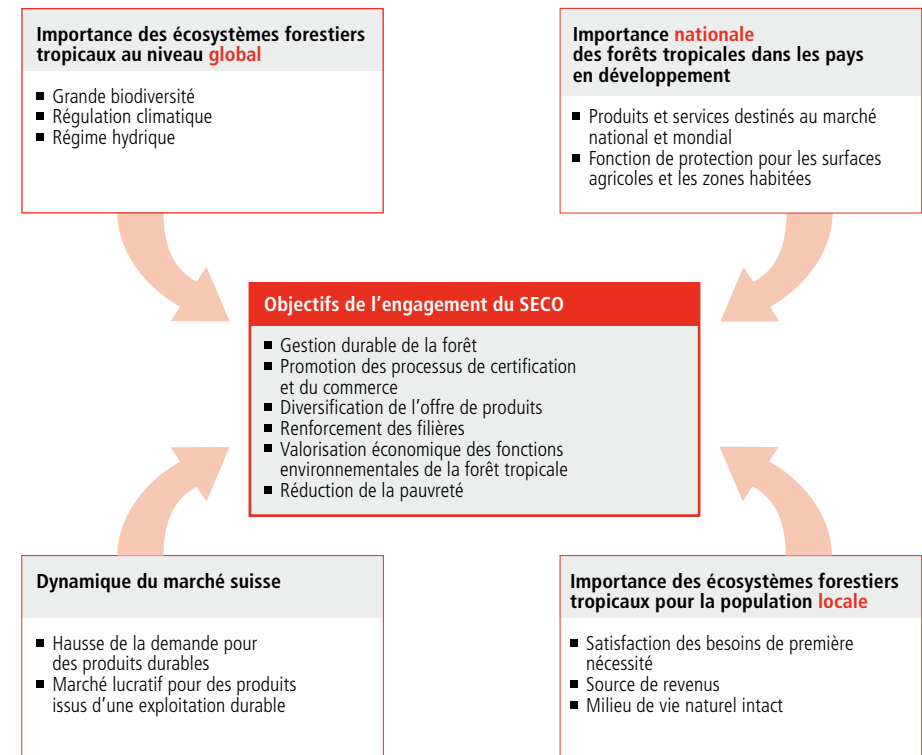 Importance des écosystèmes forestiers
tropicaux au niveau global
■ Grande biodiversité
■ Régulation climatique
■ Régime hydrique
Importance nationale
des forêts tropicales dans les pays
en développement
■ Produits et services destinés au marché
national et mondial
■ Fonction de protection pour les surfaces
agricoles et les zones habitées
Objectifs de l’engagement du SECO
■ Gestion durable de la forêt
■ Promotion des processus de certification
et du commerce
■ Diversification de l’offre de produits
■ Renforcement des filières
■ Valorisation économique des fonctions
environnementales de la forêt tropicale
■ Réduction de la pauvreté
Dynamique du marché suisse
■ Hausse de la demande pour
des produits durables
■ Marché lucratif pour des produits
issus d’une exploitation durable
Importance des écosystèmes forestiers
tropicaux pour la population locale
■ Satisfaction des besoins de première
nécessité
■ Source de revenus
■ Milieu de vie naturel intact